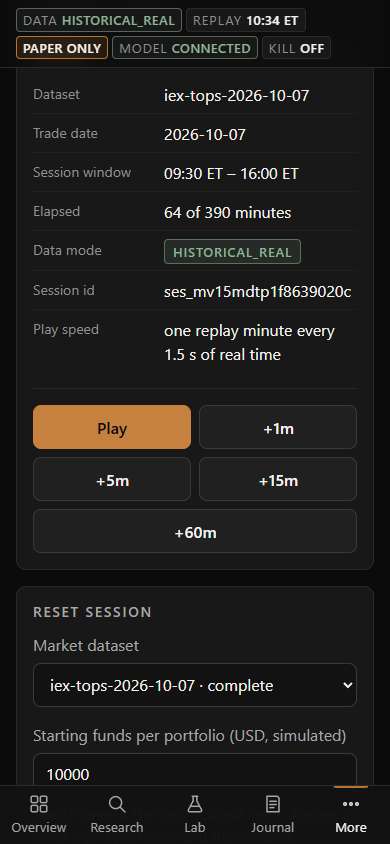 DATA HISTORICAL_REAL REPLAY 10:34 ET
PAPER ONLY MODEL CONNECTED KILL OFF
Dataset iex-tops-2026-10-07
Trade date 2026-10-07
Session window 09:30 ET – 16:00 ET
Elapsed 64 of 390 minutes
Data mode HISTORICAL_REAL
Session id ses_mv15mdtp1f8639020c
Play speed one replay minute every
1.5 s of real time
Play +1m
+5m +15m
+60m
RESET SESSION
Market dataset
iex-tops-2026-10-07 · complete
Starting funds per portfolio (USD, simulated)
10000
Overview Research Lab Journal More